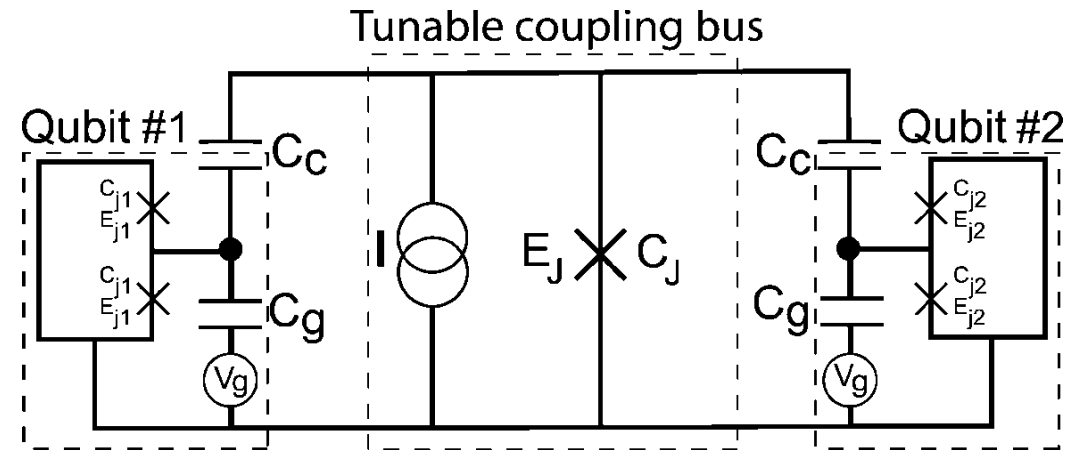 Tunable coupling bus
Qubit #1
Qubit #2
Cc
Cc
Cj1
Ej1
Cj1
Ej1
I
EJ
CJ
Cj2
Ej2
Cj2
Ej2
Cg
Cg
Vg
Vg